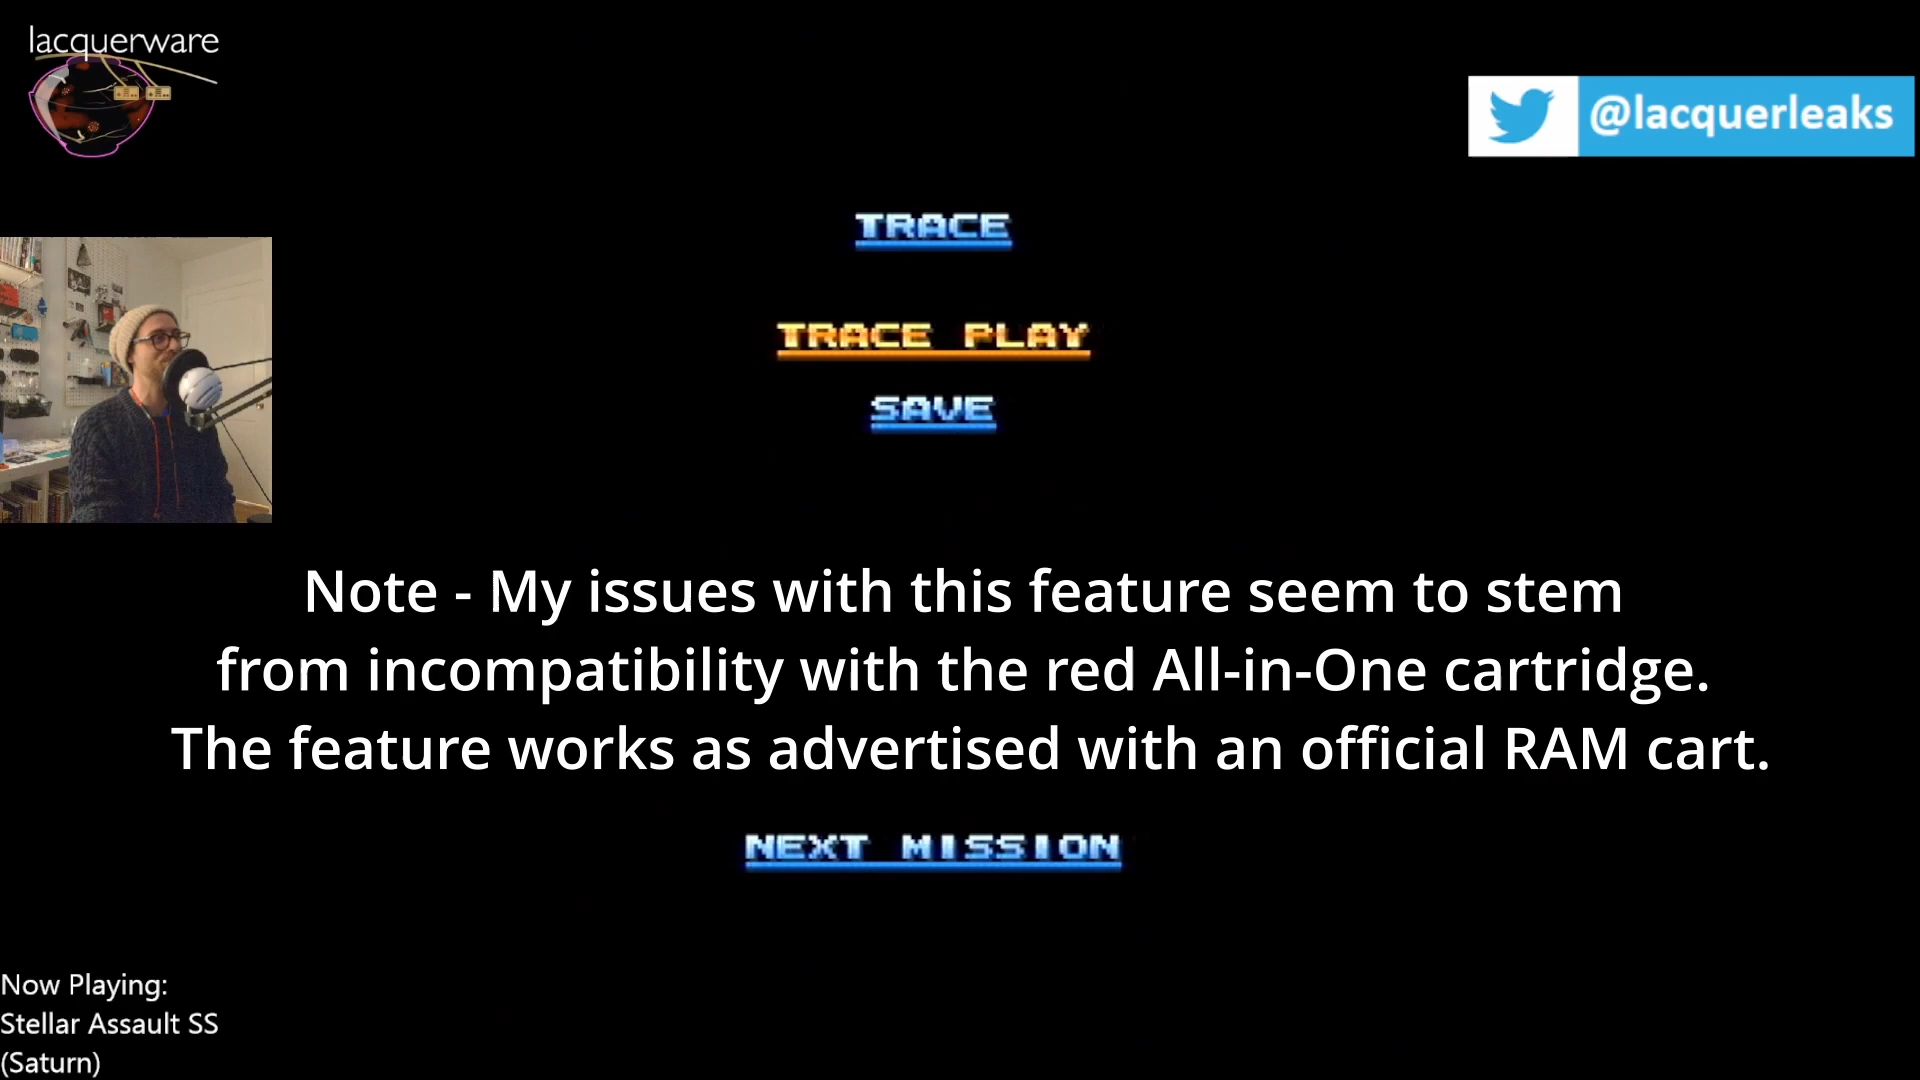 lacquerware
@lacquerleaks
TRACE
TRACE PLAY
SAVE
Note - My issues with this feature seem to stem
from incompatibility with the red All-in-One cartridge.
The feature works as advertised with an official RAM cart.
NEXT MISSION
Now Playing:
Stellar Assault SS
(Saturn)